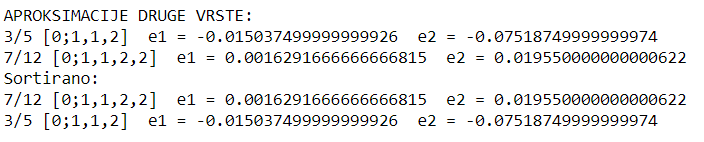 APROKSIMACIJE DRUGE VRSTE:
3/5 [0;1,1,2]  e1 = -0.015037499999999926  e2 = -0.07518749999999974
7/12 [0;1,1,2,2]  e1 = 0.0016291666666666815  e2 = 0.019550000000000622
Sortirano:
7/12 [0;1,1,2,2]  e1 = 0.0016291666666666815  e2 = 0.019550000000000622
3/5 [0;1,1,2]  e1 = -0.015037499999999926  e2 = -0.07518749999999974